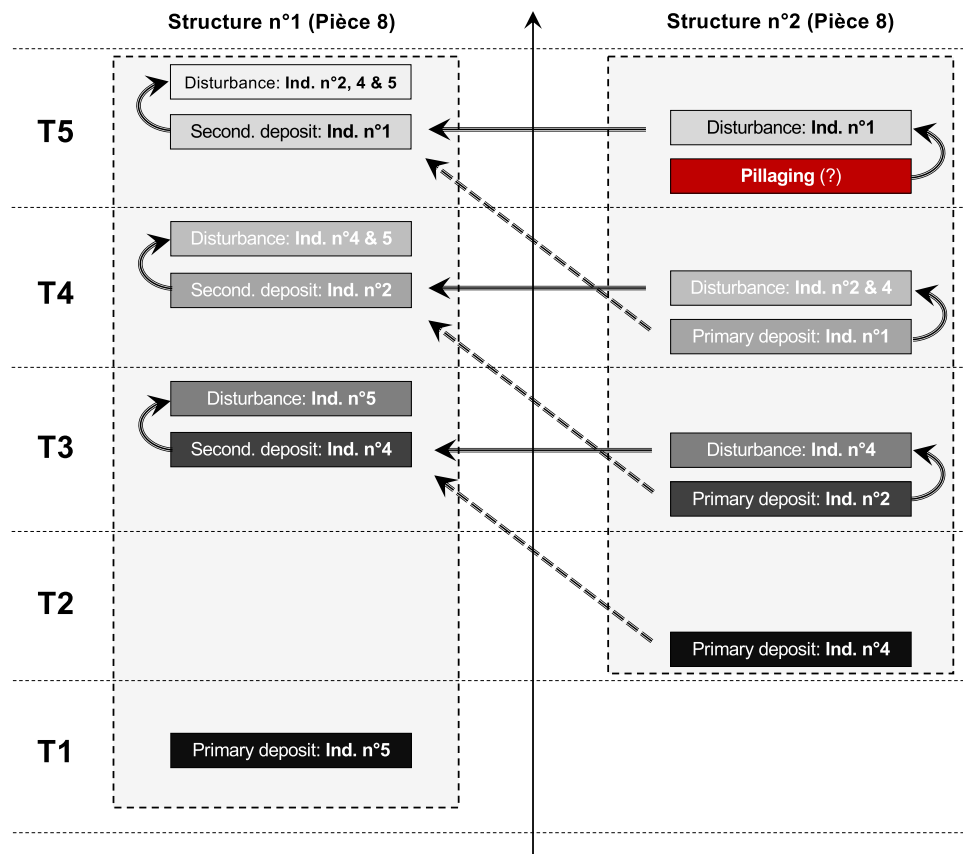 Structure n°1 (Pièce 8)
Structure n°2 (Pièce 8)
T5
Disturbance: Ind. n°2, 4 & 5
Second. deposit: Ind. n°1
Disturbance: Ind. n°1
Pillaging (?)
T4
Disturbance: Ind. n°4 & 5
Second. deposit: Ind. n°2
Disturbance: Ind. n°2 & 4
Primary deposit: Ind. n°1
T3
Disturbance: Ind. n°5
Second. deposit: Ind. n°4
Disturbance: Ind. n°4
Primary deposit: Ind. n°2
T2
Primary deposit: Ind. n°4
T1
Primary deposit: Ind. n°5